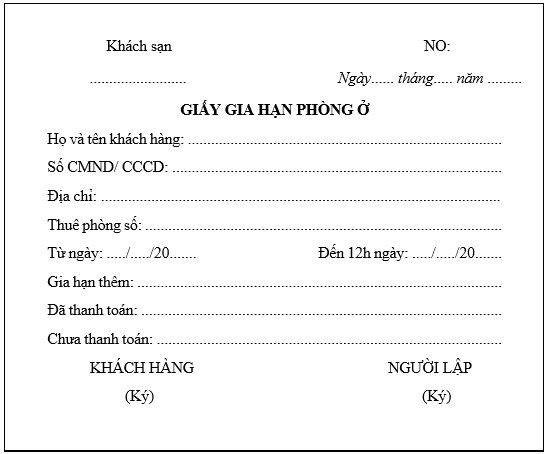 Khách sạn NO:
.......................... Ngày...... tháng..... năm .........
GIẤY GIA HẠN PHÒNG Ở
Họ và tên khách hàng: ....................................................................................
Số CMND/ CCCD: ........................................................................................
Địa chỉ: ...........................................................................................................
Thuê phòng số: ...............................................................................................
Từ ngày: ...../...../20....... Đến 12h ngày: ...../...../20.......
Gia hạn thêm: .................................................................................................
Đã thanh toán: ................................................................................................
Chưa thanh toán: ............................................................................................
KHÁCH HÀNG NGƯỜI LẬP
(Ký) (Ký)